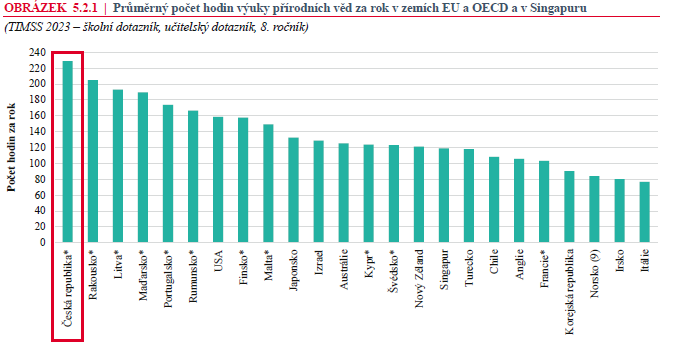 OBRÁZEK 5.2.1 | Průměrný počet hodin výuky přírodních věd za rok v zemích EU a OECD a v Singapuru
(TIMSS 2023 – školní dotazník, učitelský dotazník, 8. ročník)
Počet hodin za rok
240
220
200
180
160
140
120
100
80
60
40
20
0
Česká republika*
Rakousko*
Litva*
Maďarsko*
Portugalsko*
Rumunsko*
USA
Finsko*
Malta*
Japonsko
Izrael
Austrálie
Kypr*
Švédsko*
Nový Zéland
Singapur
Turecko
Chile
Anglie
Francie*
Korejská republika
Norsko (9)
Irsko
Itálie